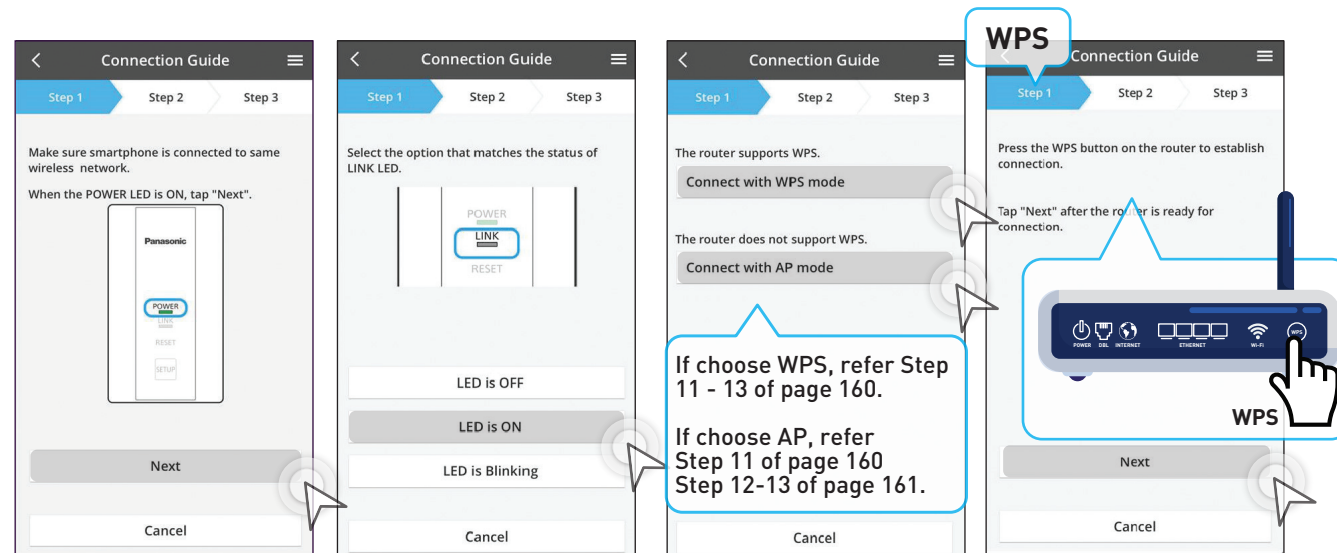 Connection Guide
Step 1
Step 2
Step 3
Make sure smartphone is connected to same
wireless network.
When the POWER LED is ON, tap "Next".
Panasonic
POWER
LINK
RESET
SETUP
Next
Cancel
Connection Guide
Step 1
Step 2
Step 3
Select the option that matches the status of
LINK LED.
POWER
LINK
RESET
LED is OFF
LED is ON
LED is Blinking
Cancel
Connection Guide
Step 1
Step 2
Step 3
The router supports WPS.
Connect with WPS mode
The router does not support WPS.
Connect with AP mode
If choose WPS, refer Step
11 - 13 of page 160.
If choose AP, refer
Step 11 of page 160
Step 12-13 of page 161.
Cancel
WPS
Connection Guide
Step 1
Step 2
Step 3
Press the WPS button on the router to establish
connection.
Tap "Next" after the router is ready for
connection.
POWER
DBL
INTERNET
ETHERNET
Wi-Fi
WPS
WPS
Next
Cancel